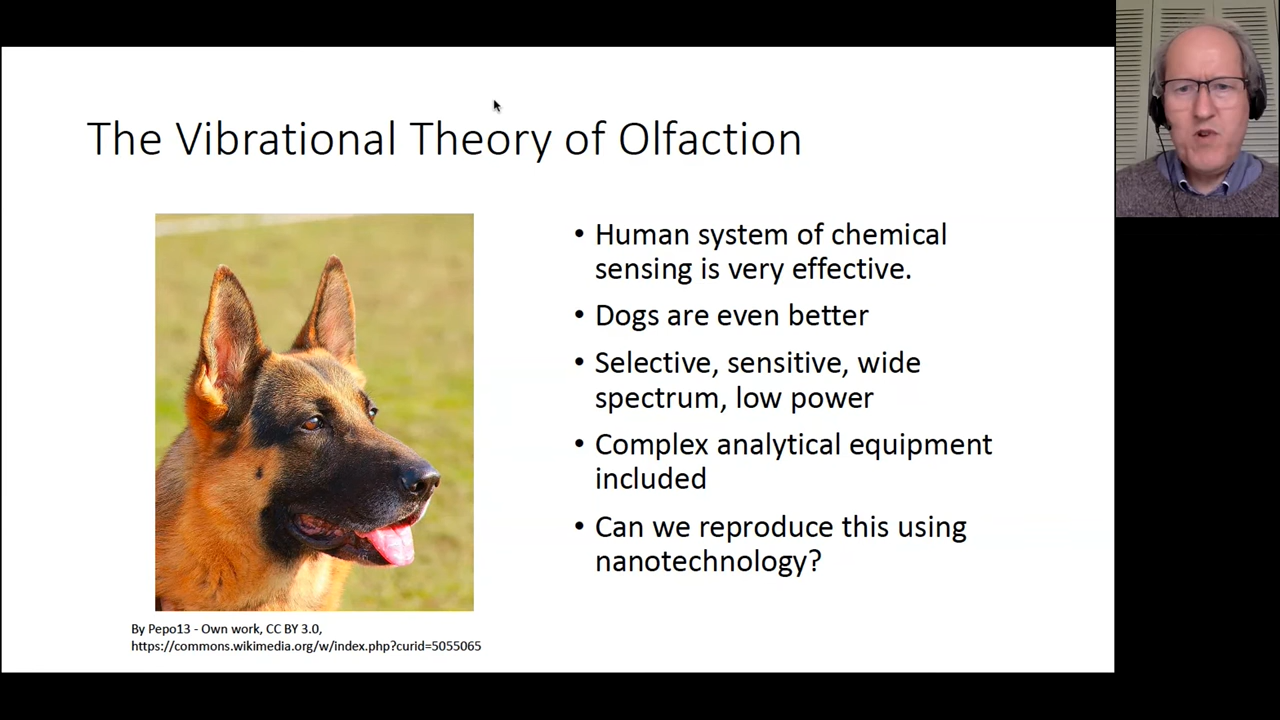 The Vibrational Theory of Olfaction
• Human system of chemical
sensing is very effective.
• Dogs are even better
• Selective, sensitive, wide
spectrum, low power
• Complex analytical equipment
included
• Can we reproduce this using
nanotechnology?
By Pepo13 - Own work, CC BY 3.0,
https://commons.wikimedia.org/w/index.php?curid=5055065